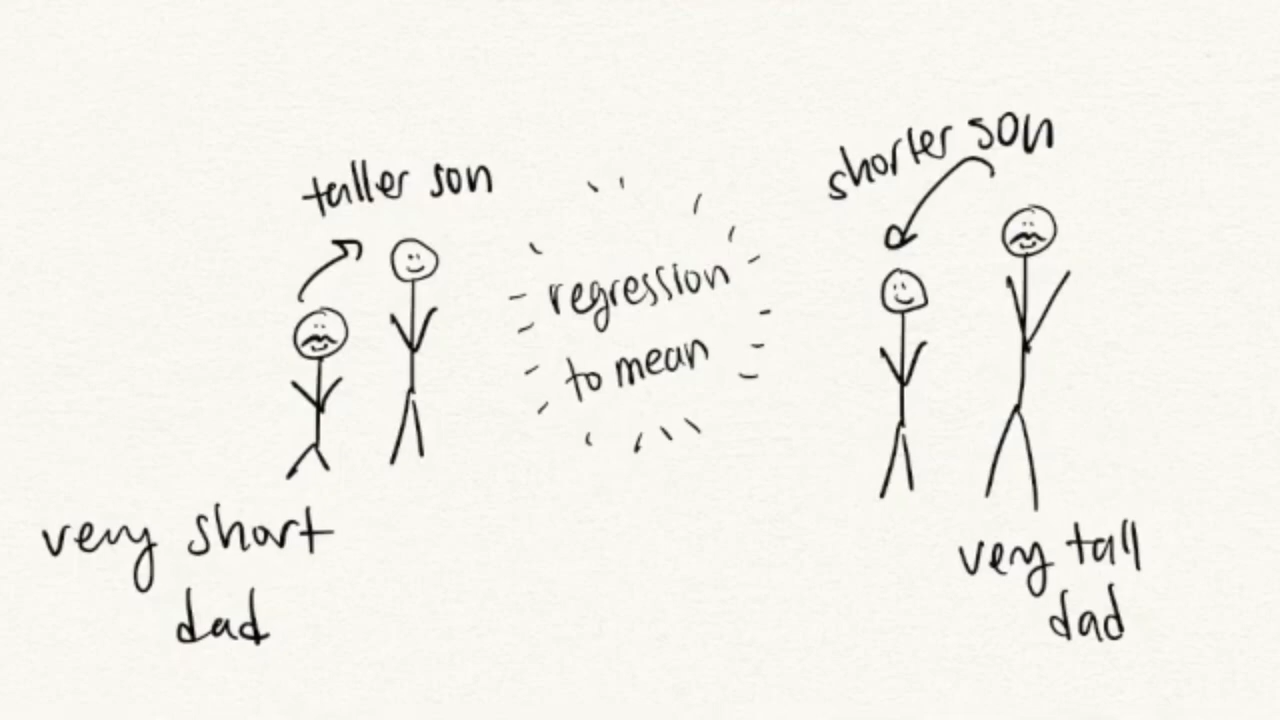 taller son
shorter son
regression
to mean
very short
dad
very tall
dad